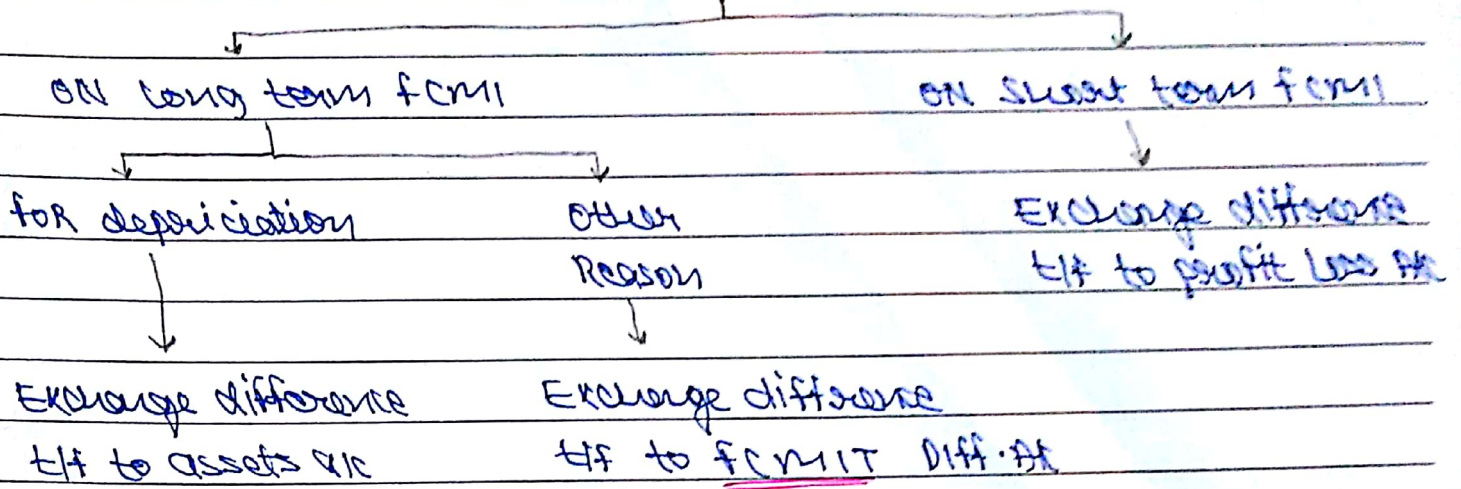 ON Long term fcmI
ON Short term fcmI
foR depriciation
Other
Reason
Exchange difference
t/f to profit loss A/c
Exchange difference
t/f to assets a/c
Exchange difference
t/f to fcmIT Diff. A/c